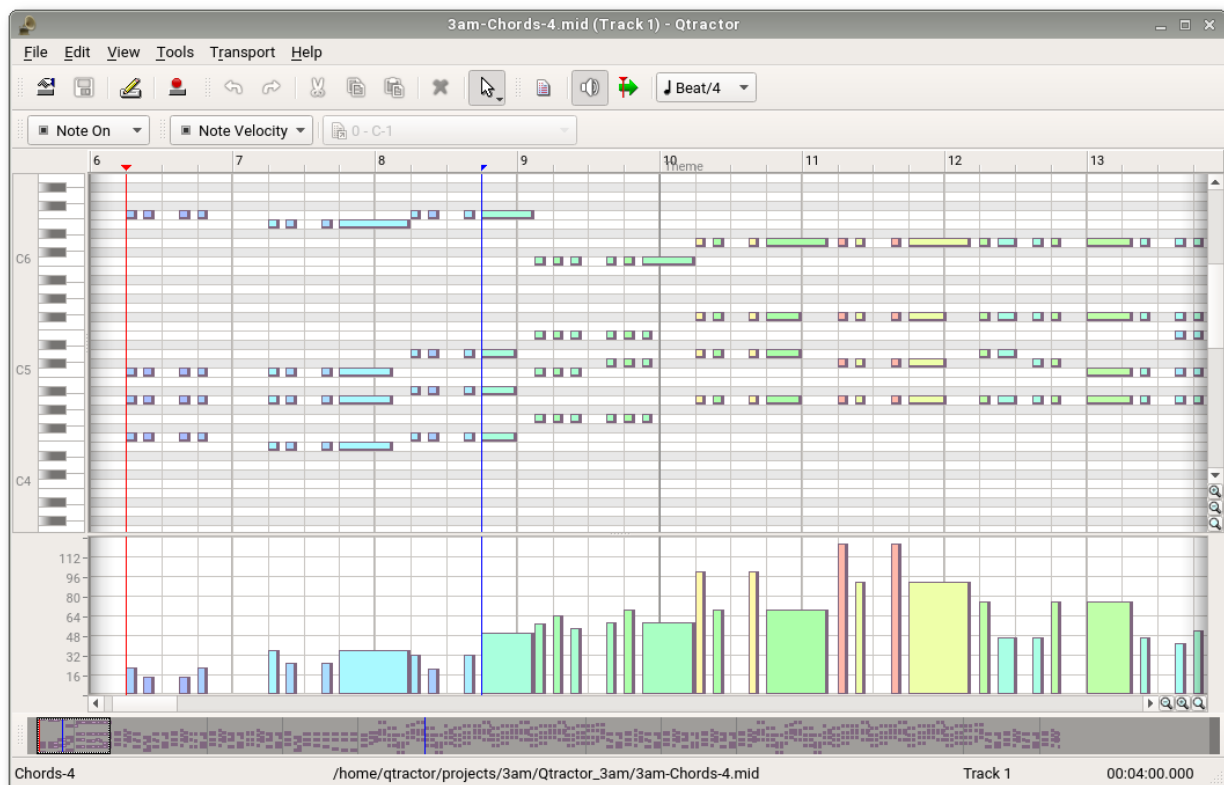 3am-Chords-4.mid (Track 1) - Qtractor
File Edit View Tools Transport Help
Beat/4
Note On Note Velocity 0 - C-1
6 7 8 9 10 11 12 13
Theme
C6
C5
C4
112
96
80
64
48
32
16
Chords-4 /home/qtractor/projects/3am/Qtractor_3am/3am-Chords-4.mid Track 1 00:04:00.000